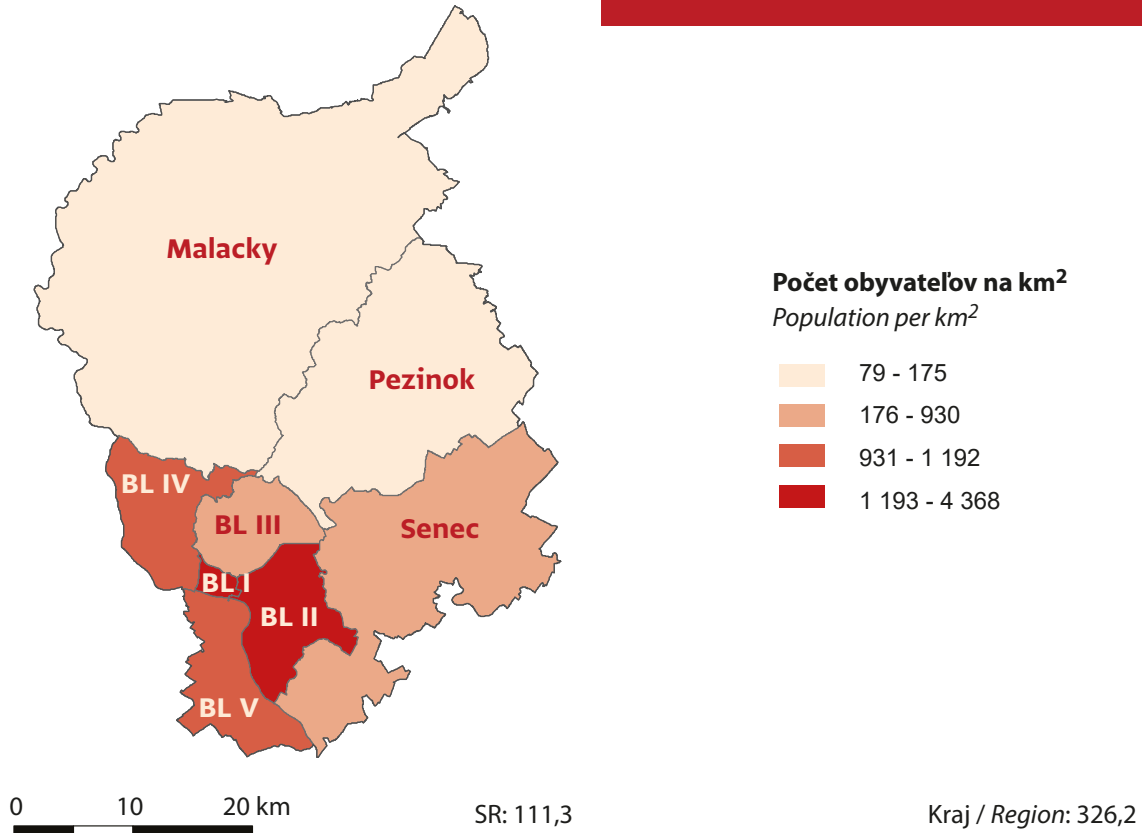 Malacky
Pezinok
BL IV
BL III
Senec
BL I
BL II
BL V
Počet obyvateľov na km²
Population per km²
79 - 175
176 - 930
931 - 1 192
1 193 - 4 368
0 10 20 km
SR: 111,3
Kraj / Region: 326,2